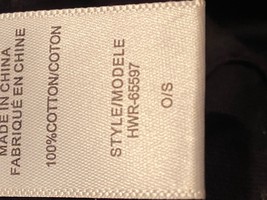 MADE IN CHINA
FABRIQUÉ EN CHINE
100%COTTON/COTON
STYLE/MODELE
HWR-65597
O/S